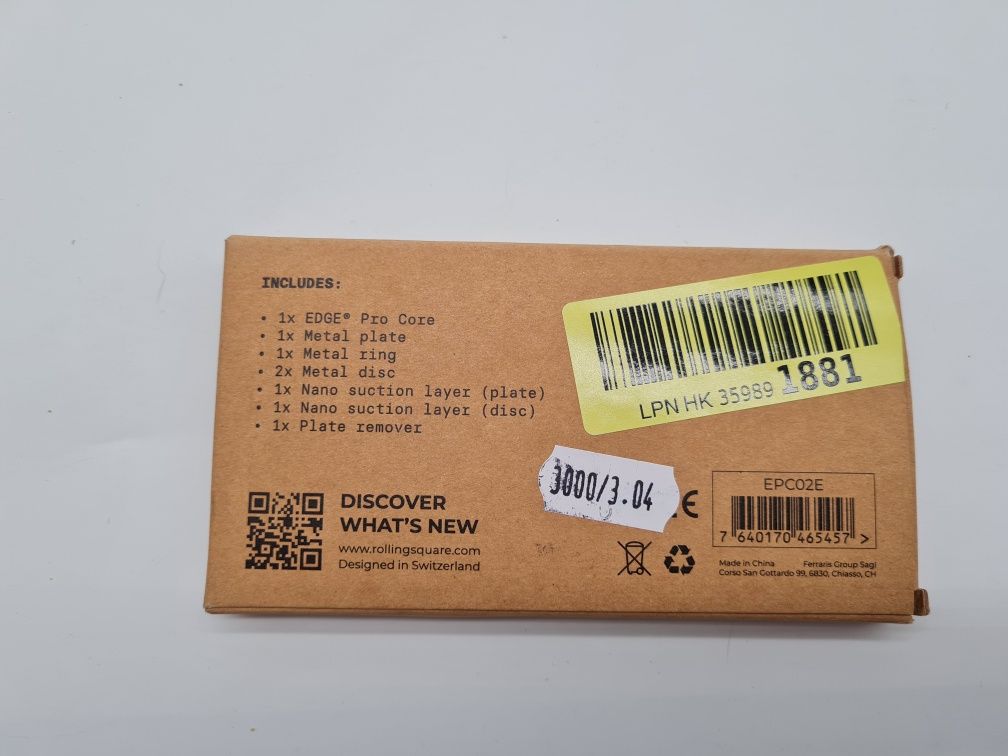 INCLUDES:
• 1x EDGE® Pro Core
• 1x Metal plate
• 1x Metal ring
• 2x Metal disc
• 1x Nano suction layer (plate)
• 1x Nano suction layer (disc)
• 1x Plate remover
LPN HK 35989 1881
3000/3.04
DISCOVER
WHAT'S NEW
www.rollingsquare.com
Designed in Switzerland
CE
EPC02E
7 640170 465457 >
Made in China Ferraris Group Sagl
Corso San Gottardo 99, 6830, Chiasso, CH